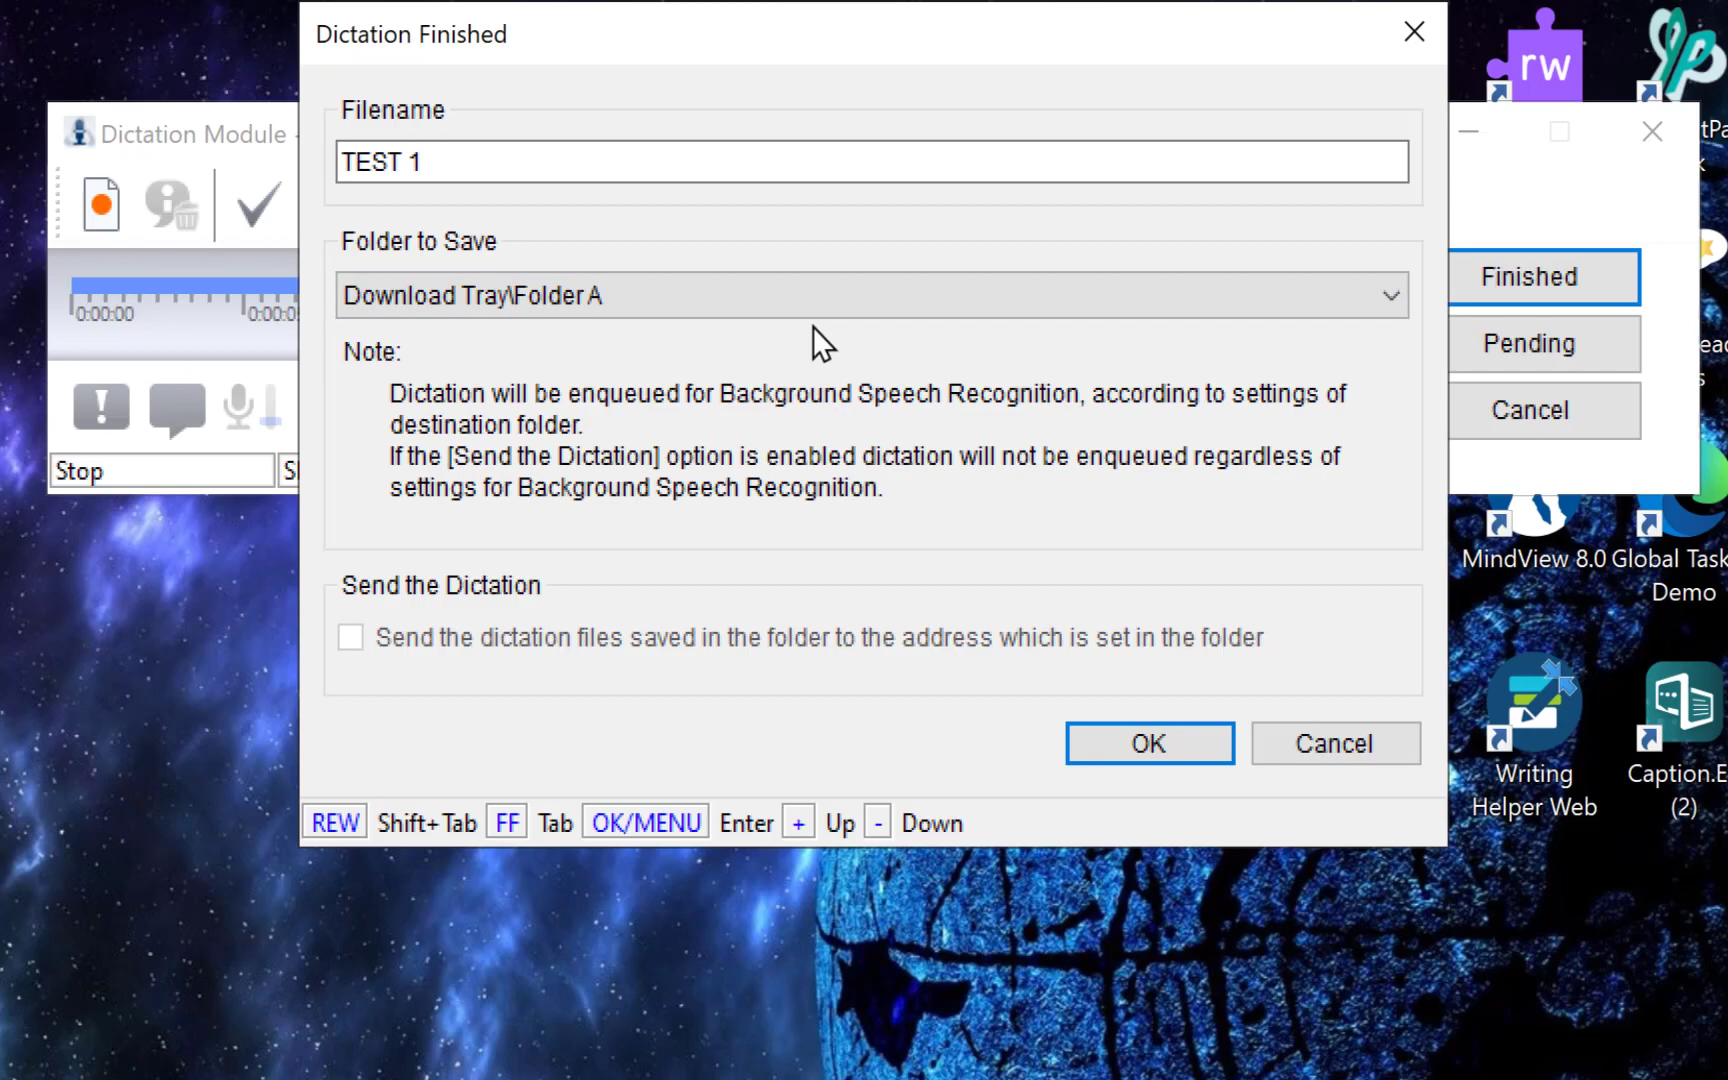 Dictation Finished
Filename
TEST 1
Folder to Save
Download Tray\Folder A
Note:
Dictation will be enqueued for Background Speech Recognition, according to settings of
destination folder.
If the [Send the Dictation] option is enabled dictation will not be enqueued regardless of
settings for Background Speech Recognition.
Send the Dictation
Send the dictation files saved in the folder to the address which is set in the folder
OK
Cancel
REW Shift+Tab FF Tab OK/MENU Enter + Up - Down
Dictation Module -
0:00:00
Stop
Finished
Pending
Cancel
rw
MindView 8.0
Global Task
Demo
Writing
Helper Web
Caption.E
(2)